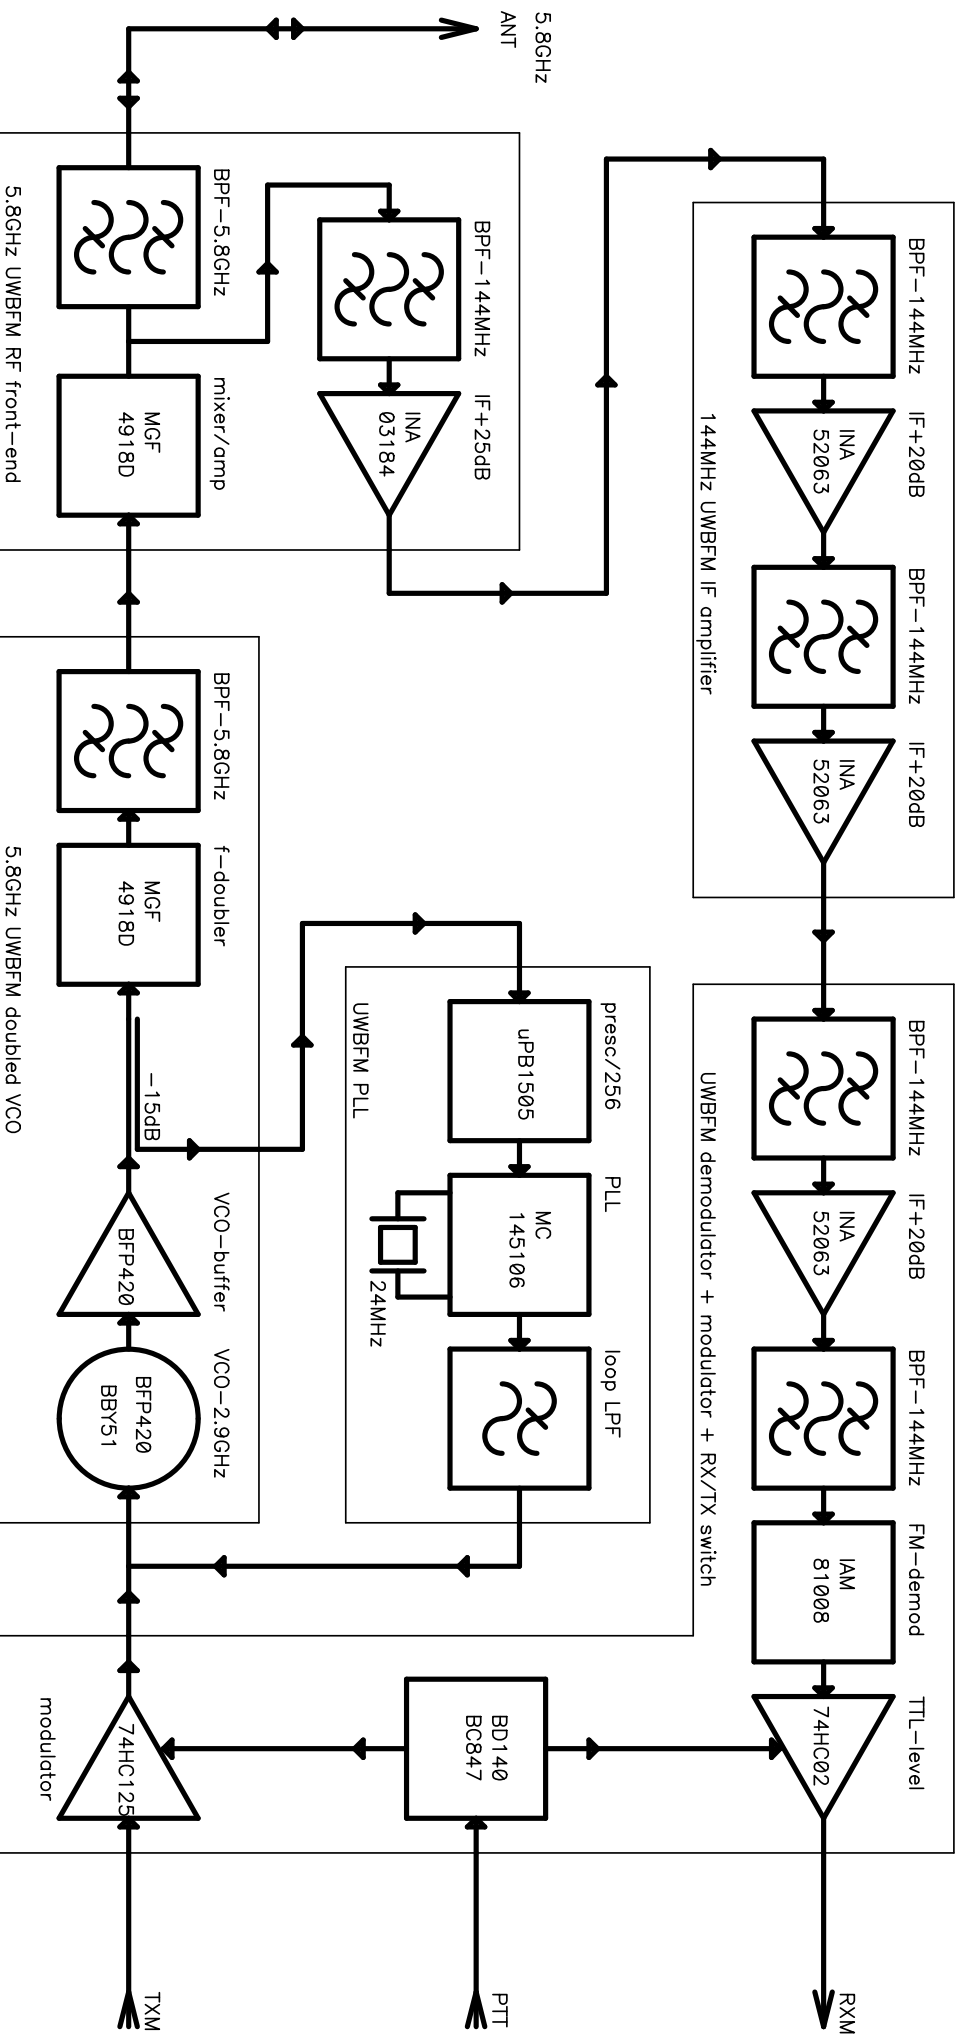 5.8GHz
ANT
BPF-144MHz
IF+20dB
BPF-144MHz
IF+20dB
INA
52063
INA
52063
144MHz UWBFM IF amplifier
BPF-144MHz
IF+20dB
BPF-144MHz
FM-demod
TTL-level
INA
52063
IAM
81008
74HC02
RXM
UWBFM demodulator + modulator + RX/TX switch
BPF-144MHz
IF+25dB
INA
03184
presc/256
PLL
loop LPF
uPB1505
MC
145106
24MHz
UWBFM PLL
BD140
BC847
PTT
BPF-5.8GHz
mixer/amp
MGF
4918D
5.8GHz UWBFM RF front-end
BPF-5.8GHz
f-doubler
MGF
4918D
-15dB
VCO-buffer
BFP420
VCO-2.9GHz
BFP420
BBY51
5.8GHz UWBFM doubled VCO
74HC125
modulator
TXM